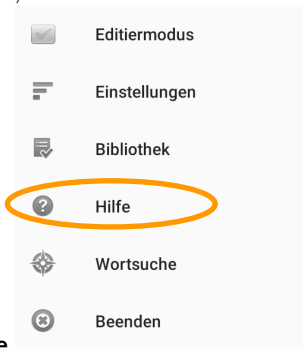 Editiermodus
Einstellungen
Bibliothek
Hilfe
Wortsuche
Beenden
e